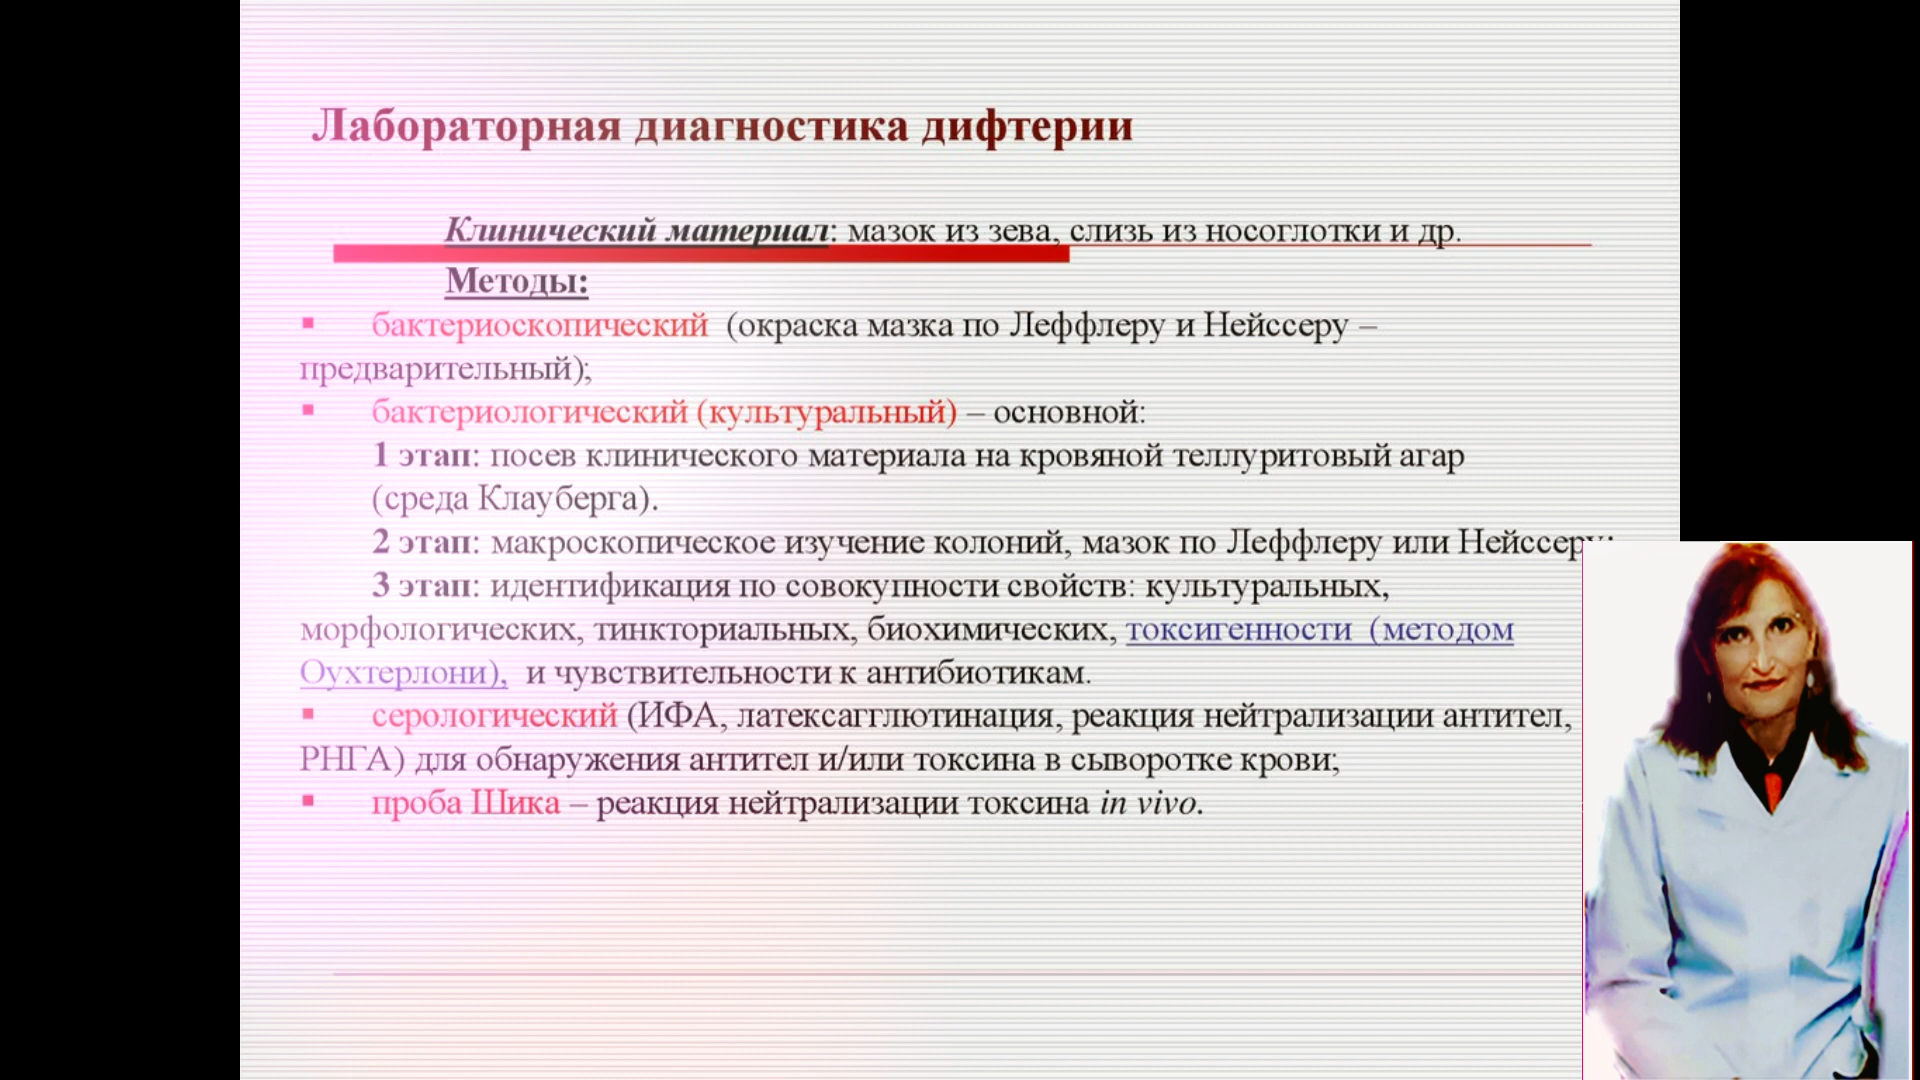 Лабораторная диагностика дифтерии
Клинический материал: мазок из зева, слизь из носоглотки и др.
Методы:
▪ бактериоскопический (окраска мазка по Леффлеру и Нейссеру –
предварительный);
▪ бактериологический (культуральный) – основной:
1 этап: посев клинического материала на кровяной теллуритовый агар
(среда Клауберга).
2 этап: макроскопическое изучение колоний, мазок по Леффлеру или Нейссеру;
3 этап: идентификация по совокупности свойств: культуральных,
морфологических, тинкториальных, биохимических, токсигенности (методом
Оухтерлони), и чувствительности к антибиотикам.
▪ серологический (ИФА, латексагглютинация, реакция нейтрализации антител,
РНГА) для обнаружения антител и/или токсина в сыворотке крови;
▪ проба Шика – реакция нейтрализации токсина in vivo.